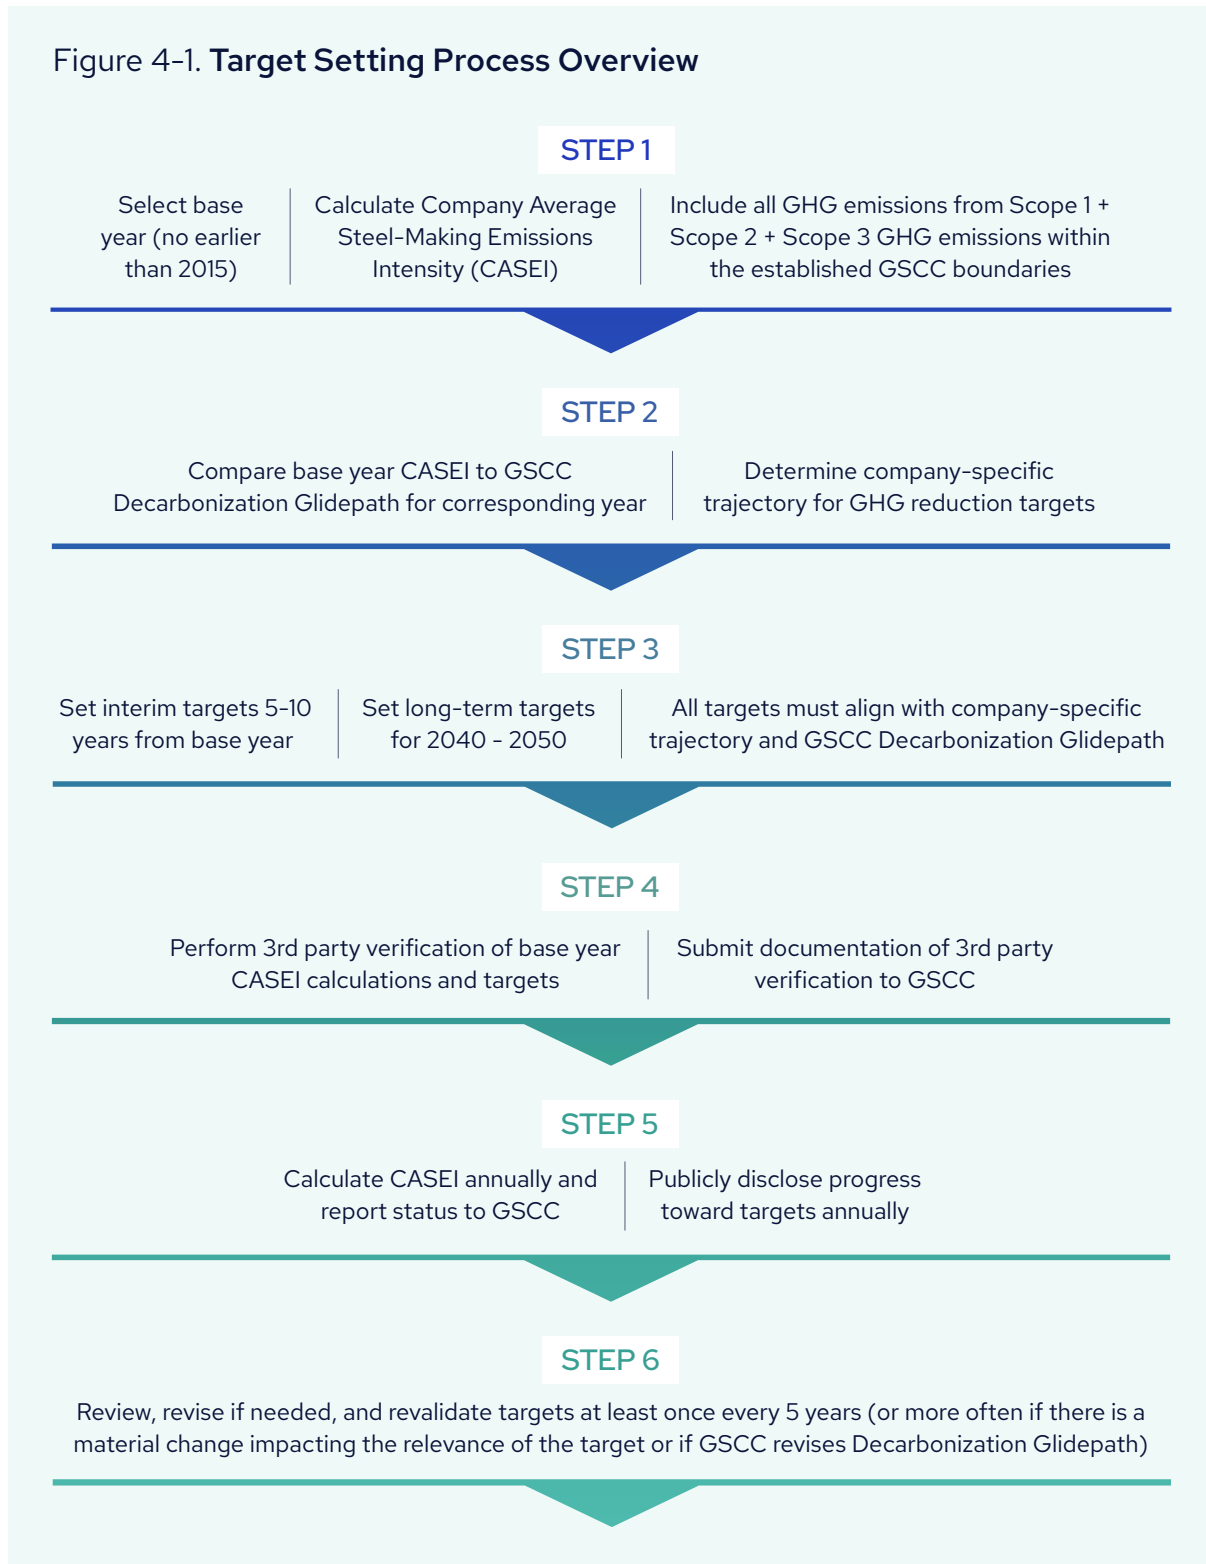 Figure 4-1. Target Setting Process Overview
STEP 1
Select base
year (no earlier
than 2015)
Calculate Company Average
Steel-Making Emissions
Intensity (CASEI)
Include all GHG emissions from Scope 1 +
Scope 2 + Scope 3 GHG emissions within
the established GSCC boundaries
STEP 2
Compare base year CASEI to GSCC
Decarbonization Glidepath for corresponding year
Determine company-specific
trajectory for GHG reduction targets
STEP 3
Set interim targets 5-10
years from base year
Set long-term targets
for 2040 - 2050
All targets must align with company-specific
trajectory and GSCC Decarbonization Glidepath
STEP 4
Perform 3rd party verification of base year
CASEI calculations and targets
Submit documentation of 3rd party
verification to GSCC
STEP 5
Calculate CASEI annually and
report status to GSCC
Publicly disclose progress
toward targets annually
STEP 6
Review, revise if needed, and revalidate targets at least once every 5 years (or more often if there is a
material change impacting the relevance of the target or if GSCC revises Decarbonization Glidepath)